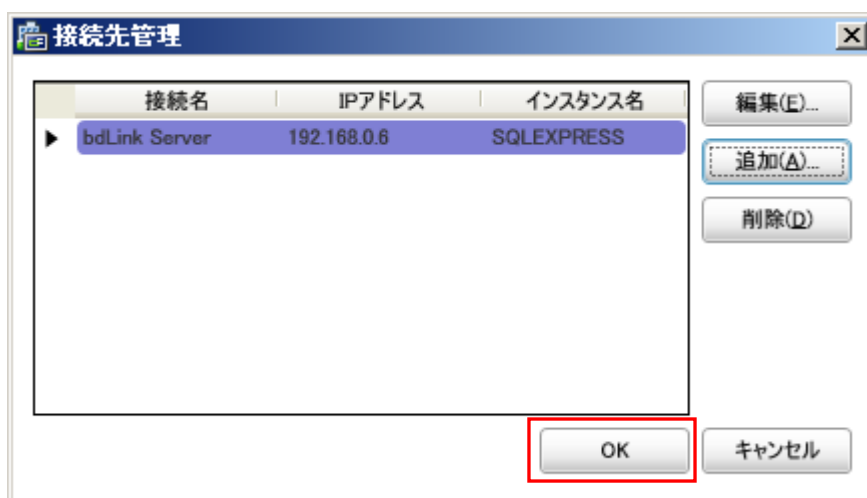 接続先管理
接続名 IPアドレス インスタンス名
bdLink Server 192.168.0.6 SQLEXPRESS
編集(E)...
追加(A)...
削除(D)
OK キャンセル